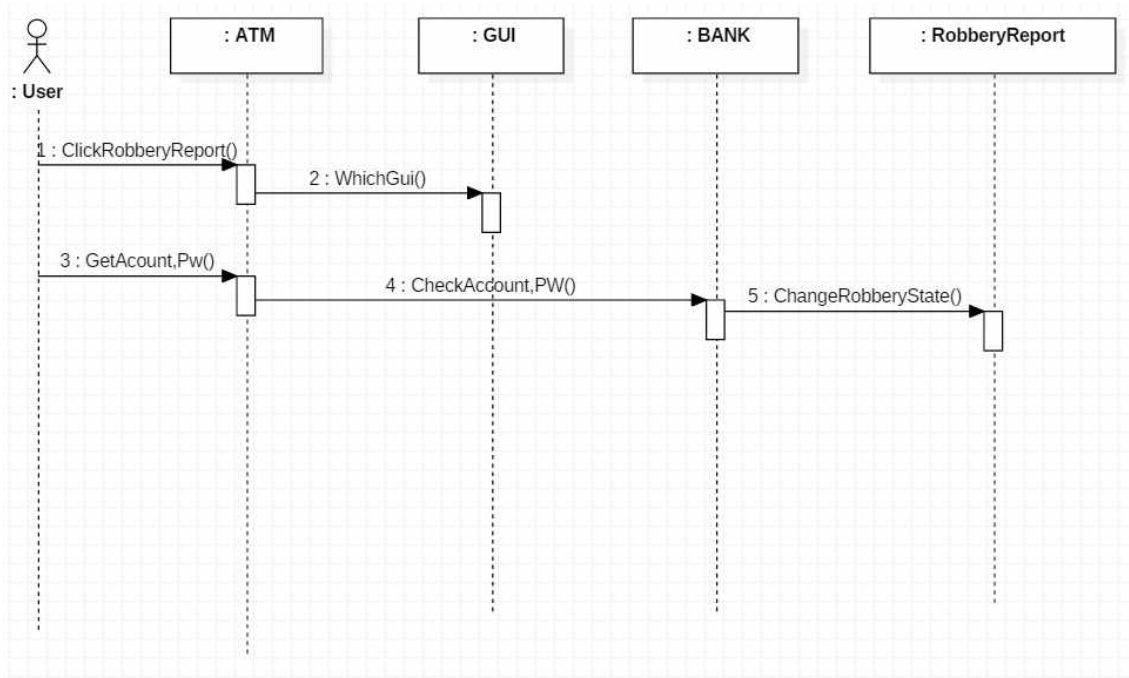 : ATM
: GUI
: BANK
: RobberyReport
: User
1 : ClickRobberyReport()
2 : WhichGui()
3 : GetAcount,Pw()
4 : CheckAccount,PW()
5 : ChangeRobberyState()